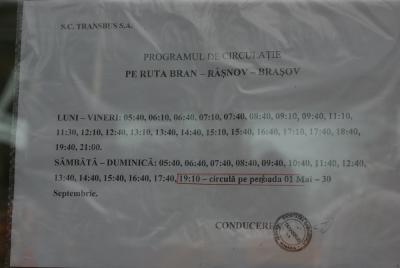 S.C. TRANSBUS S.A.
PROGRAMUL DE CIRCULAȚIE
PE RUTA BRAN – RÂȘNOV – BRAȘOV
LUNI – VINERI: 05:40, 06:10, 06:40, 07:10, 07:40, 08:40, 09:10, 09:40, 11:10,
11:30, 12:10, 12:40, 13:10, 13:40, 14:40, 15:10, 15:40, 16:40, 17:10, 17:40, 18:40,
19:40, 21:00.
SÂMBĂTĂ – DUMINICĂ: 05:40, 06:40, 07:40, 08:40, 09:40, 10:40, 11:40, 12:40,
13:40, 14:40, 15:40, 16:40, 17:40, 19:10 – circulă pe perioada 01 Mai – 30
Septembrie.